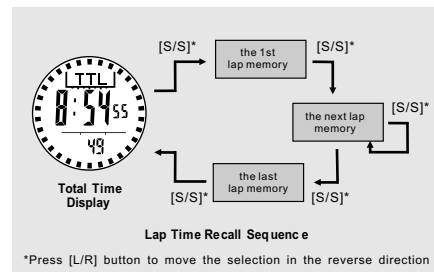 [S/S]*
the 1st
lap memory
[S/S]*
TTL
8:54 55
49
the next lap
memory
[S/S]*
Total Time
Display
[S/S]*
the last
lap memory
[S/S]*
Lap Time Recall Sequence
*Press [L/R] button to move the selection in the reverse direction